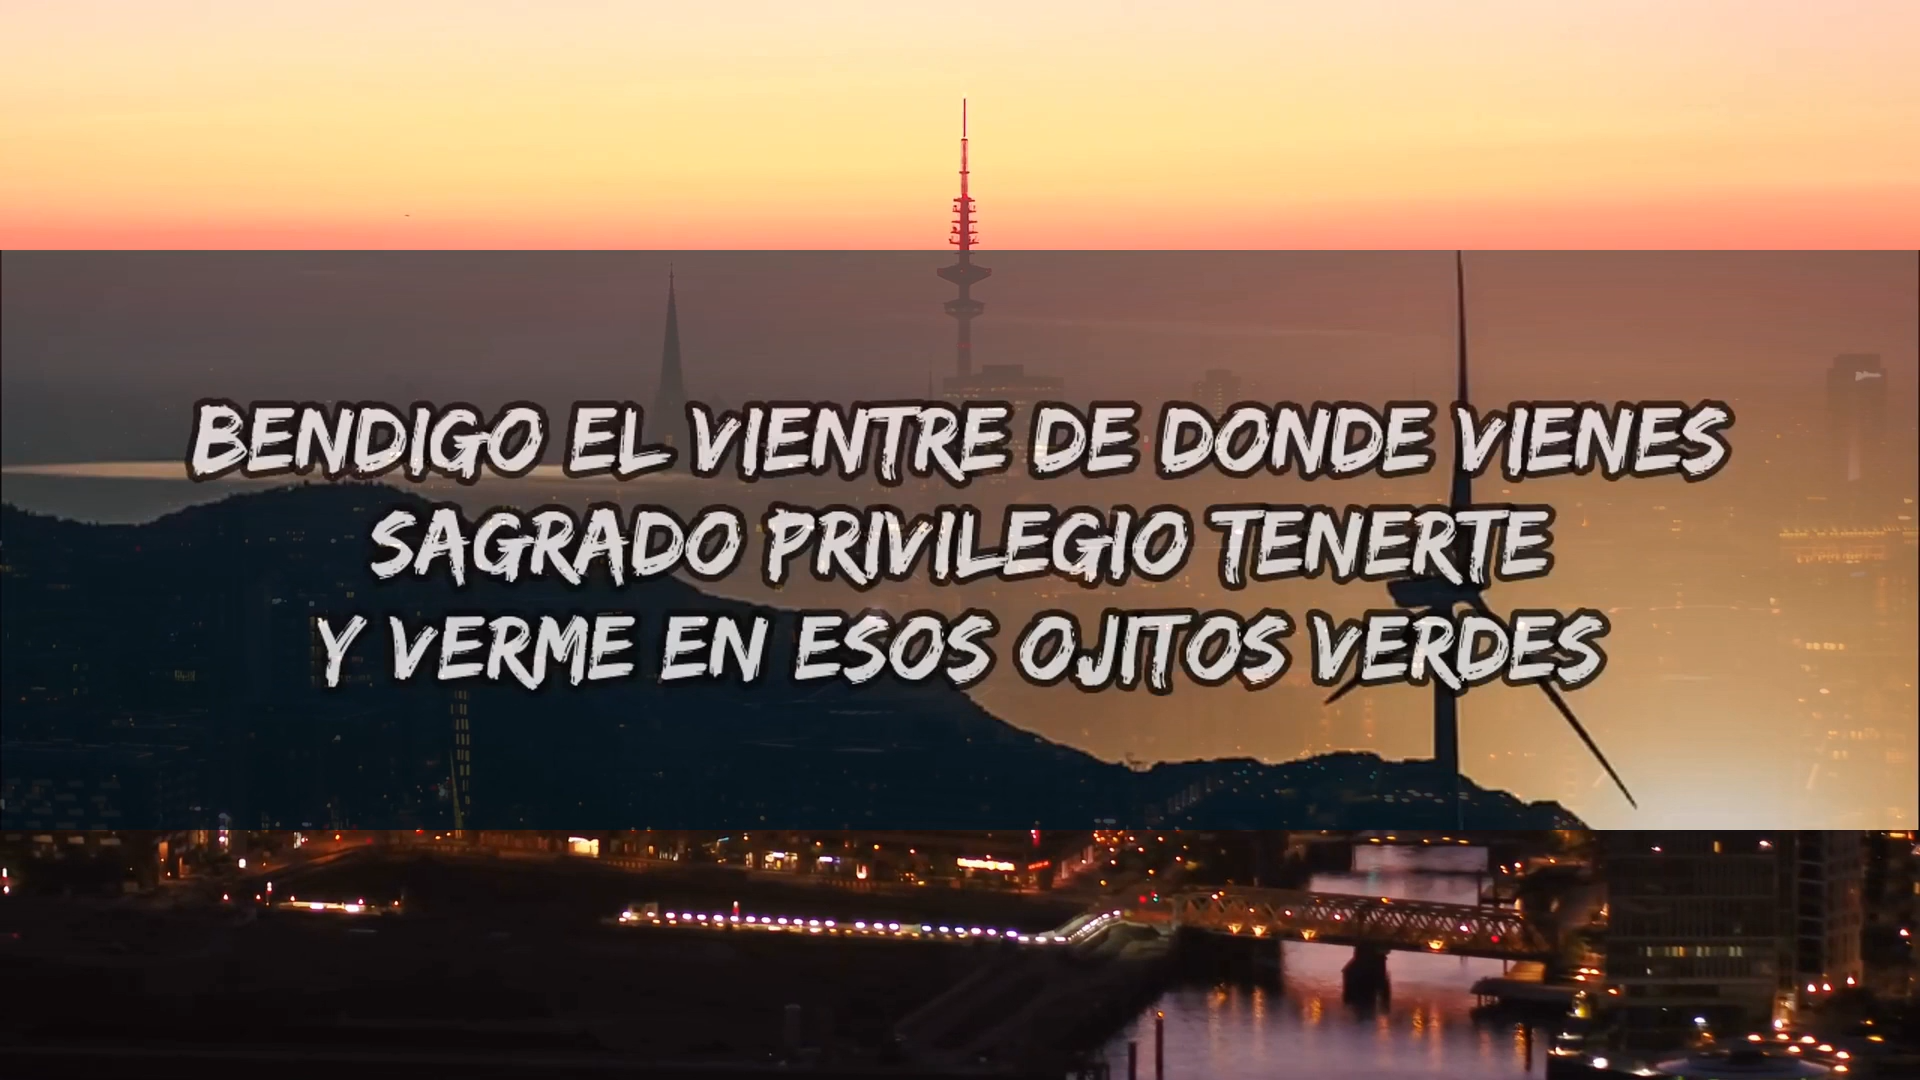 BENDIGO EL VIENTRE DE DONDE VIENES
SAGRADO PRIVILEGIO TENERTE
Y VERME EN ESOS OJITOS VERDES